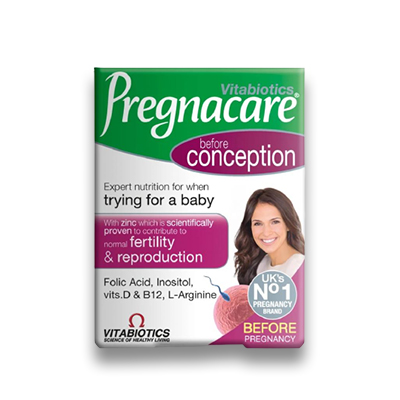 Vitabiotics
Pregnacare®
before
conception
Expert nutrition for when
trying for a baby
With zinc which is scientifically
proven to contribute to
normal fertility
& reproduction
Folic Acid, Inositol,
vits.D & B12, L-Arginine
UK's
Nº1
PREGNANCY
BRAND
BEFORE
PREGNANCY
VITABIOTICS
SCIENCE OF HEALTHY LIVING